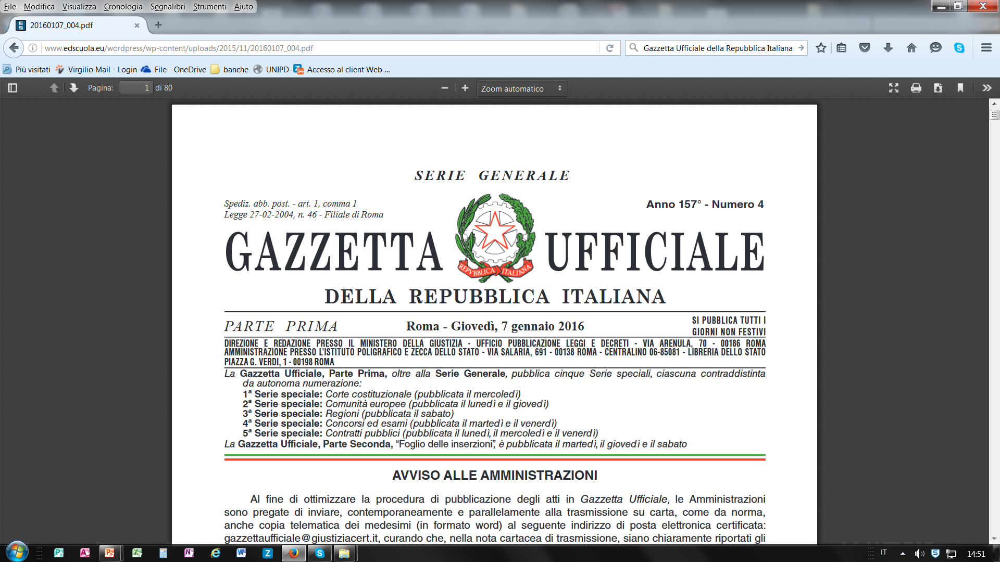 File Modifica Visualizza Cronologia Segnalibri Strumenti Aiuto
20160107_004.pdf
www.edscuola.eu/wordpress/wp-content/uploads/2015/11/20160107_004.pdf
Gazzetta Ufficiale della Repubblica Italiana
Più visitati Virgilio Mail - Login File - OneDrive banche UNIPD Accesso al client Web ...
Pagina: 1 di 80
Zoom automatico
SERIE GENERALE
Spediz. abb. post. - art. 1, comma 1
Legge 27-02-2004, n. 46 - Filiale di Roma
Anno 157° - Numero 4
GAZZETTA UFFICIALE
REPVBBLICA ITALIANA
DELLA REPUBBLICA ITALIANA
PARTE PRIMA
Roma - Giovedì, 7 gennaio 2016
SI PUBBLICA TUTTI I
GIORNI NON FESTIVI
DIREZIONE E REDAZIONE PRESSO IL MINISTERO DELLA GIUSTIZIA - UFFICIO PUBBLICAZIONE LEGGI E DECRETI - VIA ARENULA, 70 - 00186 ROMA
AMMINISTRAZIONE PRESSO L'ISTITUTO POLIGRAFICO E ZECCA DELLO STATO - VIA SALARIA, 691 - 00138 ROMA - CENTRALINO 06-85081 - LIBRERIA DELLO STATO
PIAZZA G. VERDI, 1 - 00198 ROMA
La Gazzetta Ufficiale, Parte Prima, oltre alla Serie Generale, pubblica cinque Serie speciali, ciascuna contraddistinta
da autonoma numerazione:
1ª Serie speciale: Corte costituzionale (pubblicata il mercoledì)
2ª Serie speciale: Comunità europee (pubblicata il lunedì e il giovedì)
3ª Serie speciale: Regioni (pubblicata il sabato)
4ª Serie speciale: Concorsi ed esami (pubblicata il martedì e il venerdì)
5ª Serie speciale: Contratti pubblici (pubblicata il lunedì, il mercoledì e il venerdì)
La Gazzetta Ufficiale, Parte Seconda, “Foglio delle inserzioni”, è pubblicata il martedì, il giovedì e il sabato
AVVISO ALLE AMMINISTRAZIONI
Al fine di ottimizzare la procedura di pubblicazione degli atti in Gazzetta Ufficiale, le Amministrazioni
sono pregate di inviare, contemporaneamente e parallelamente alla trasmissione su carta, come da norma,
anche copia telematica dei medesimi (in formato word) al seguente indirizzo di posta elettronica certificata:
gazzettaufficiale@giustiziacert.it, curando che, nella nota cartacea di trasmissione, siano chiaramente riportati gli
IT
14:51